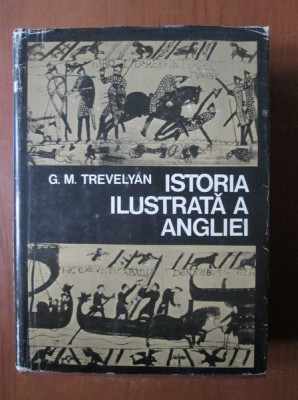 G. M. TREVELYAN ISTORIA
ILUSTRATĂ A
ANGLIEI